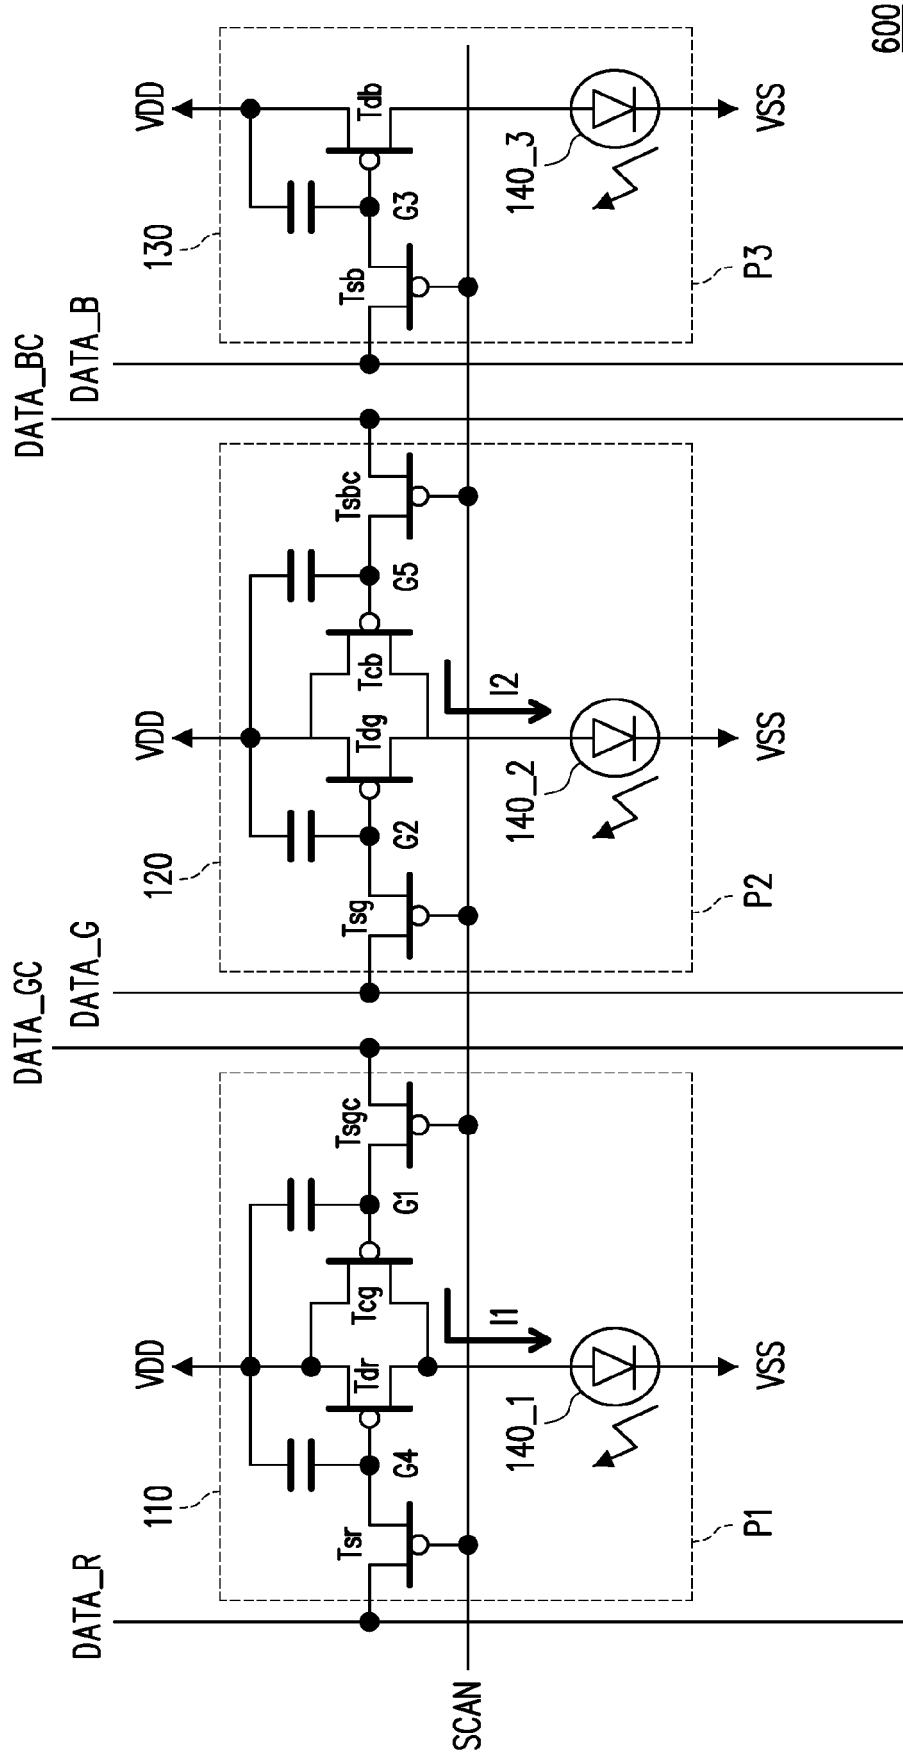 DATA_GC
DATA_BC
DATA_R
DATA_G
DATA_B
110
VDD
120
VDD
130
VDD
Tsr
Tdr
Tcg
Tsgc
Tsg
Tdg
Tcb
Tsbc
Tsb
Tdb
G4
G1
G2
G5
G3
SCAN
140_1
I1
140_2
I2
140_3
P1
VSS
P2
VSS
P3
VSS
600